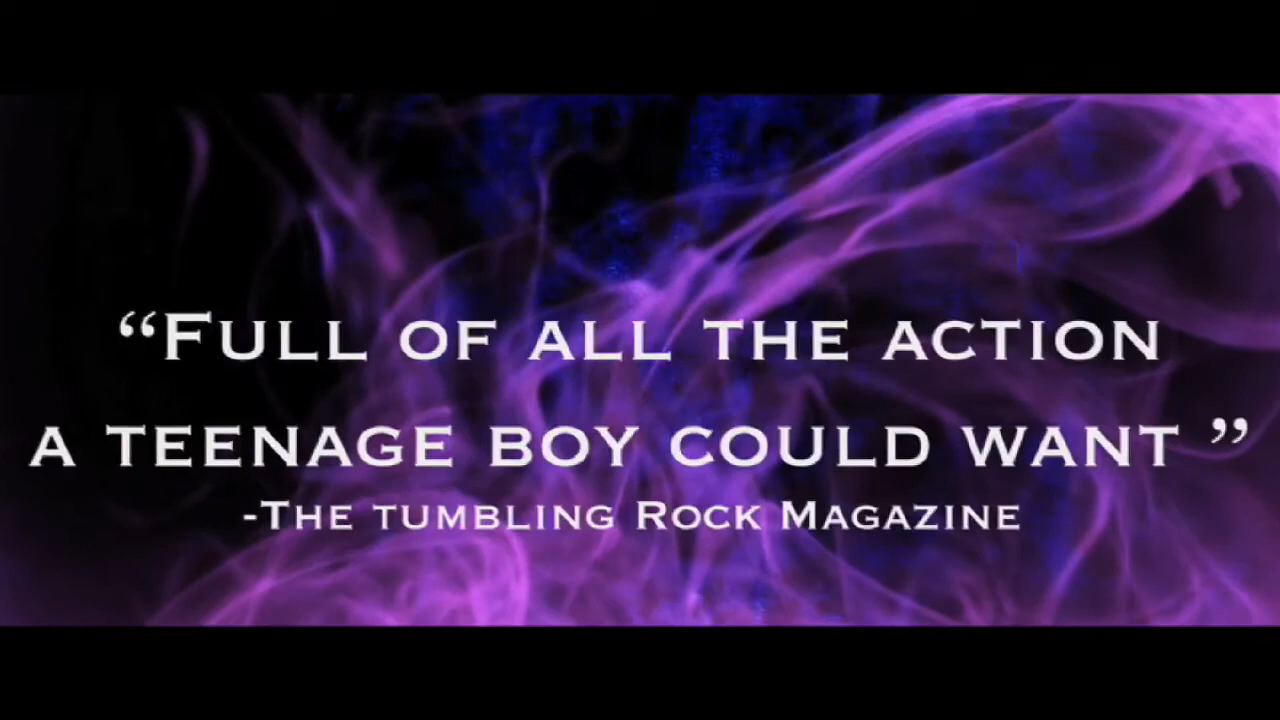 “Full of all the action
a teenage boy could want ”
-The tumbling Rock Magazine